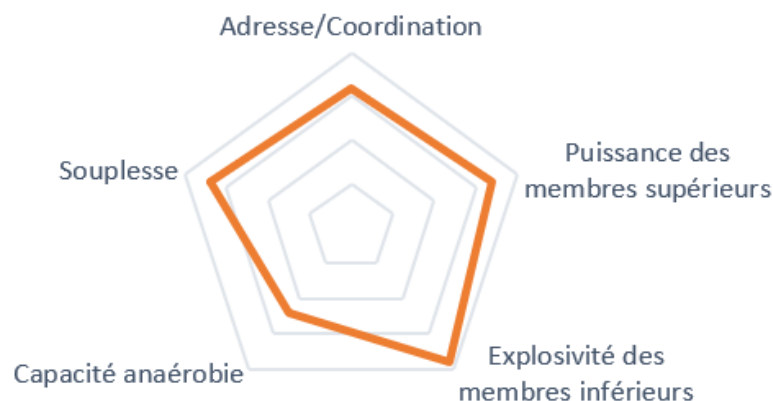 Adresse/Coordination
Puissance des
membres supérieurs
Explosivité des
membres inférieurs
Capacité anaérobie
Souplesse